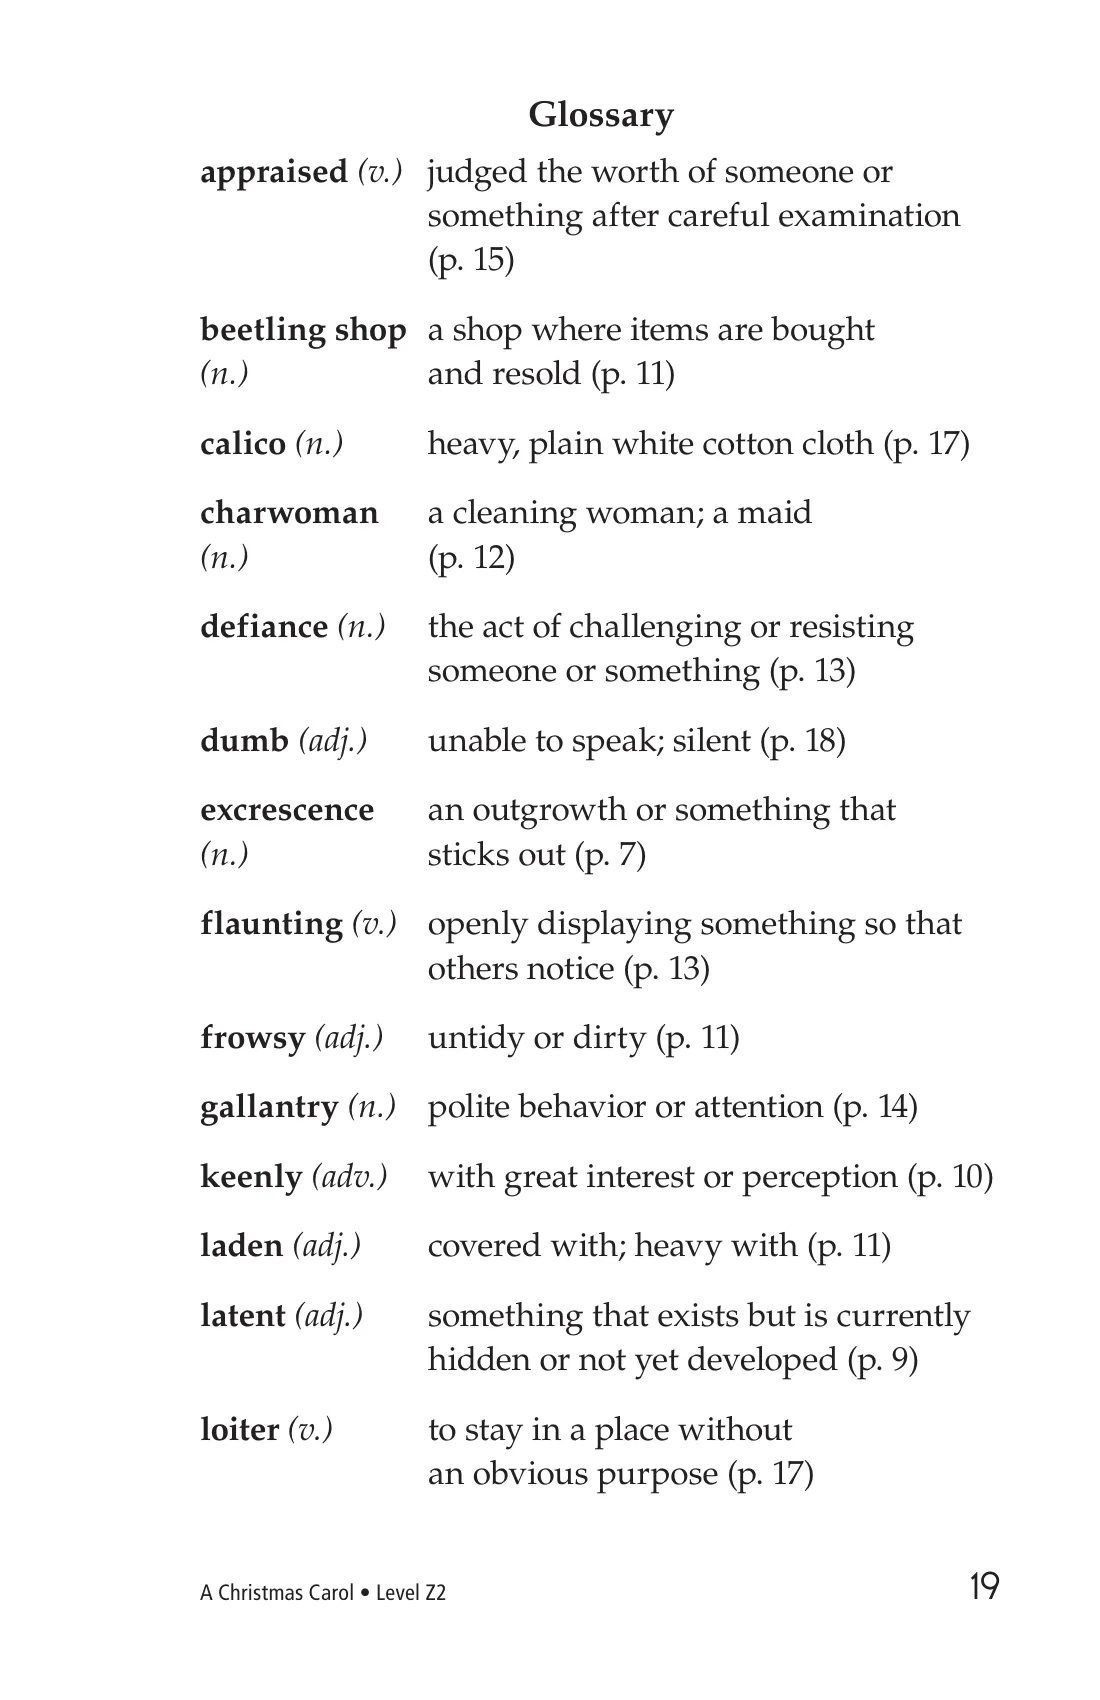 Glossary
appraised (v.) judged the worth of someone or
something after careful examination
(p. 15)
beetling shop a shop where items are bought
(n.) and resold (p. 11)
calico (n.) heavy, plain white cotton cloth (p. 17)
charwoman a cleaning woman; a maid
(n.) (p. 12)
defiance (n.) the act of challenging or resisting
someone or something (p. 13)
dumb (adj.) unable to speak; silent (p. 18)
excrescence an outgrowth or something that
(n.) sticks out (p. 7)
flaunting (v.) openly displaying something so that
others notice (p. 13)
frowsy (adj.) untidy or dirty (p. 11)
gallantry (n.) polite behavior or attention (p. 14)
keenly (adv.) with great interest or perception (p. 10)
laden (adj.) covered with; heavy with (p. 11)
latent (adj.) something that exists but is currently
hidden or not yet developed (p. 9)
loiter (v.) to stay in a place without
an obvious purpose (p. 17)
A Christmas Carol • Level Z2 19